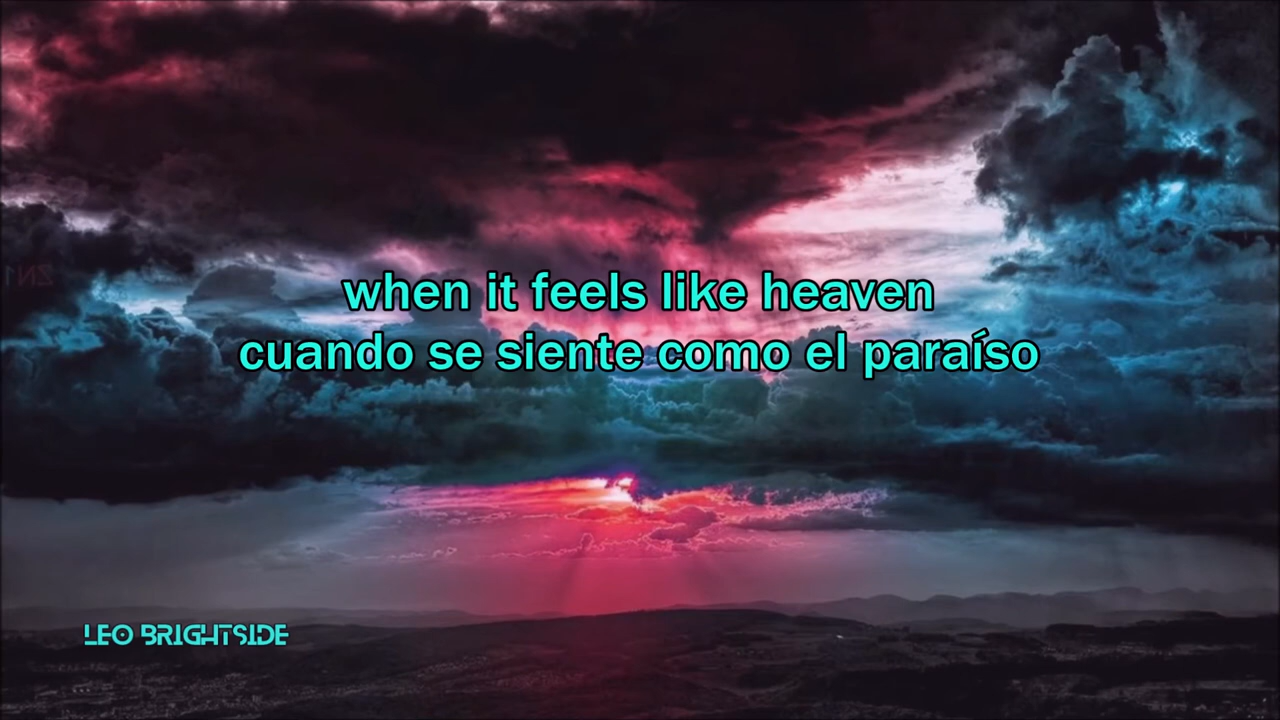 when it feels like heaven
cuando se siente como el paraíso
LEO BRIGHTSIDE